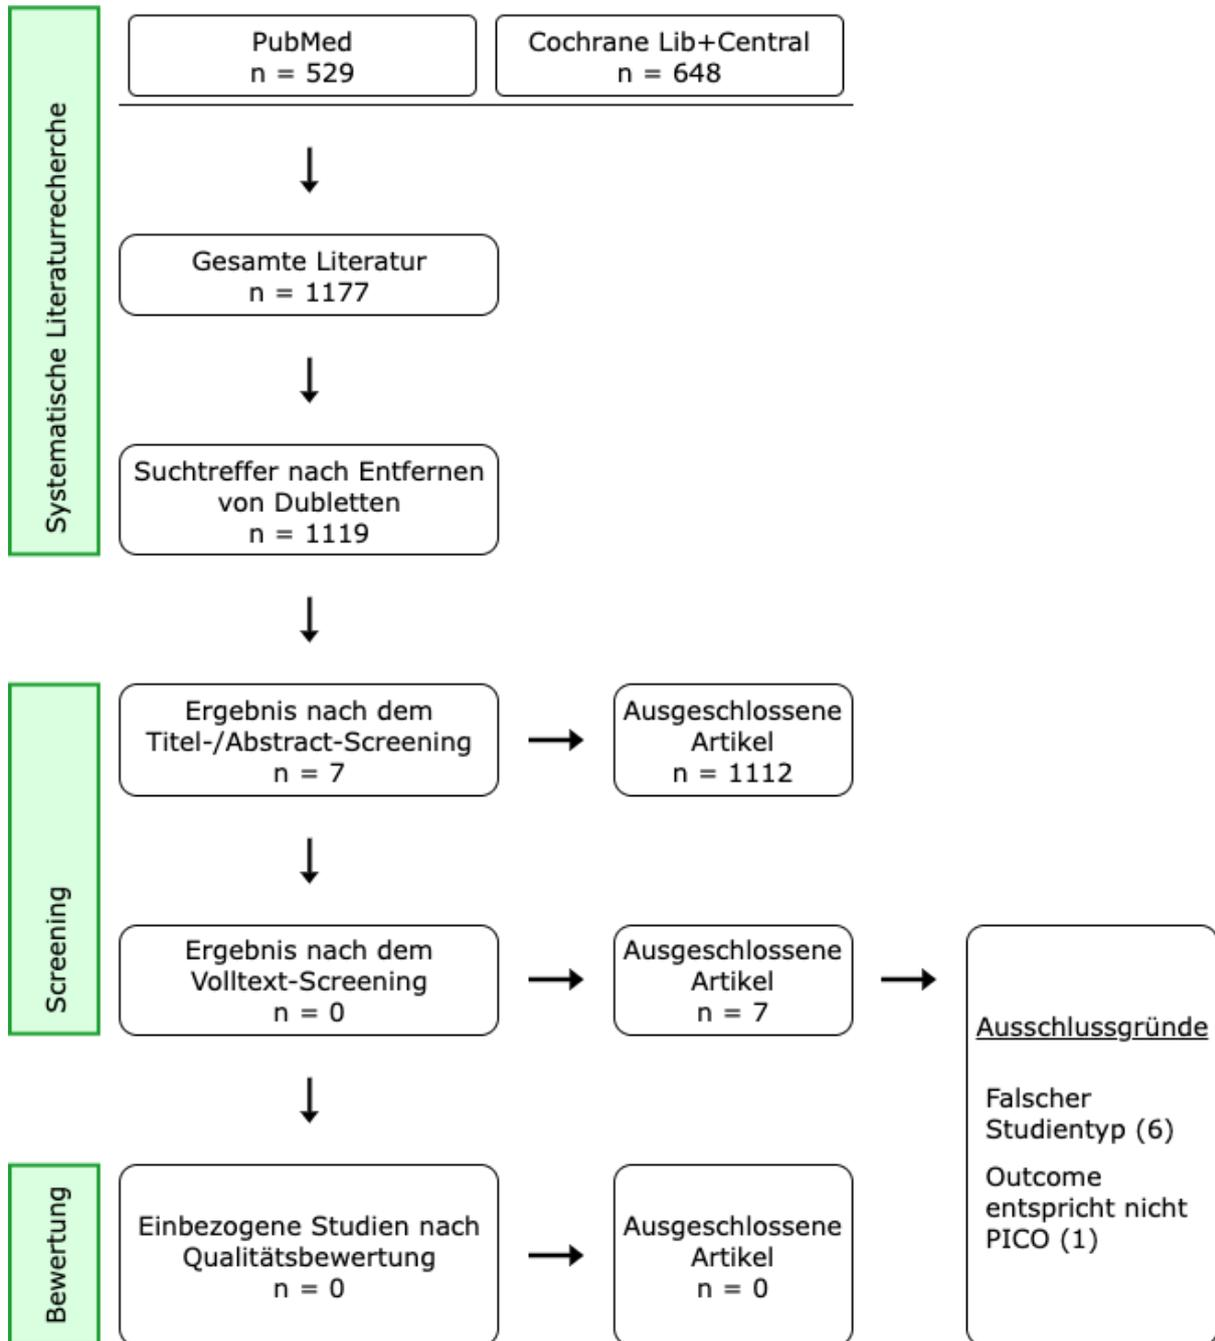 Systematische Literaturrecherche
PubMed
n = 529
Cochrane Lib+Central
n = 648
Gesamte Literatur
n = 1177
Suchtreffer nach Entfernen
von Dubletten
n = 1119
Screening
Ergebnis nach dem
Titel-/Abstract-Screening
n = 7
Ausgeschlossene
Artikel
n = 1112
Ergebnis nach dem
Volltext-Screening
n = 0
Ausgeschlossene
Artikel
n = 7
Ausschlussgründe
Falscher
Studientyp (6)
Outcome
entspricht nicht
PICO (1)
Bewertung
Einbezogene Studien nach
Qualitätsbewertung
n = 0
Ausgeschlossene
Artikel
n = 0